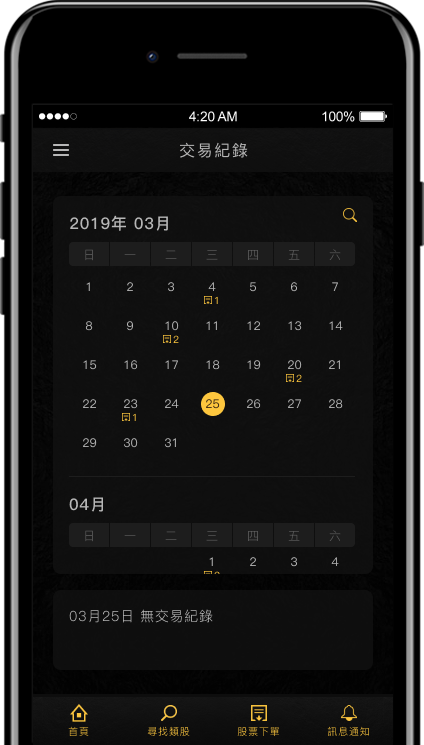 4:20 AM 100%
交易紀錄
2019年 03月
日 一 二 三 四 五 六
1 2 3 4 5 6 7
1
8 9 10 11 12 13 14
2
15 16 17 18 19 20 21
2
22 23 24 25 26 27 28
1
29 30 31
04月
日 一 二 三 四 五 六
1 2 3 4
03月25日 無交易紀錄
首頁 尋找類股 股票下單 訊息通知